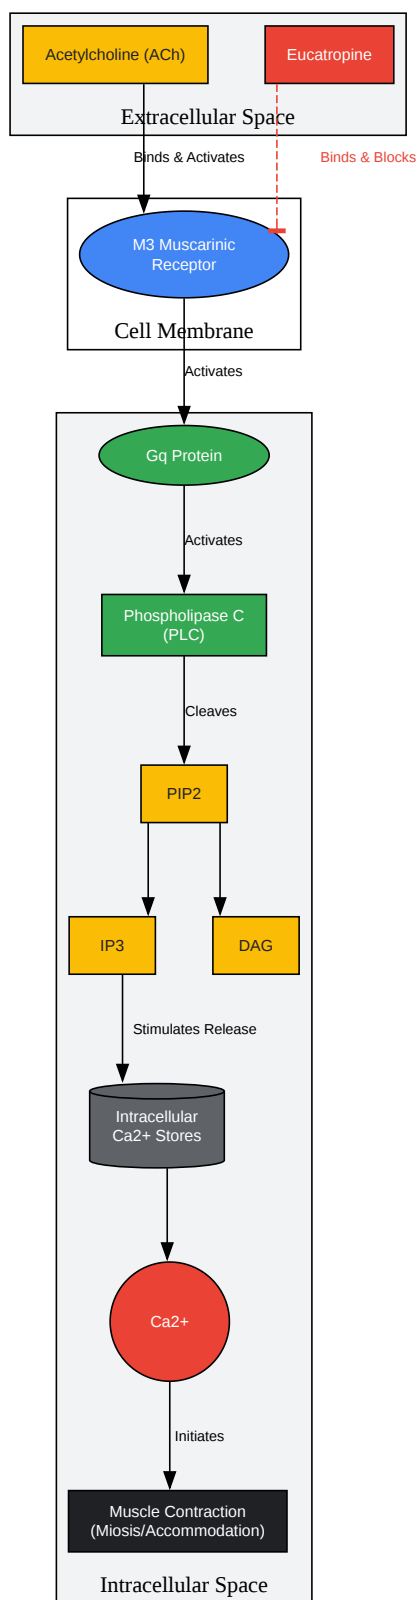 Acetylcholine (ACh)
Eucatropine
Extracellular Space
Binds & Activates
Binds & Blocks
M3 Muscarinic
Receptor
Cell Membrane
Activates
Gq Protein
Activates
Phospholipase C
(PLC)
Cleaves
PIP2
IP3
DAG
Stimulates Release
Intracellular
Ca2+ Stores
Ca2+
Initiates
Muscle Contraction
(Miosis/Accommodation)
Intracellular Space